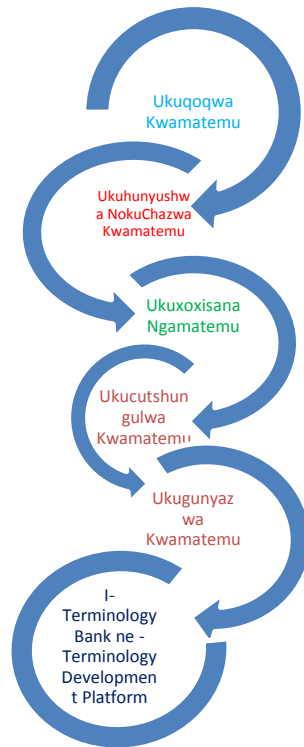 Ukuqoqwa
Kwamatemu
Ukuhunyushw
a NokuChazwa
Kwamatemu
Ukuxoxisana
Ngamatemu
Ukucutshun
gulwa
Kwamatemu
Ukugunyaz
wa
Kwamatemu
I-
Terminology
Bank ne -
Terminology
Developmen
t Platform